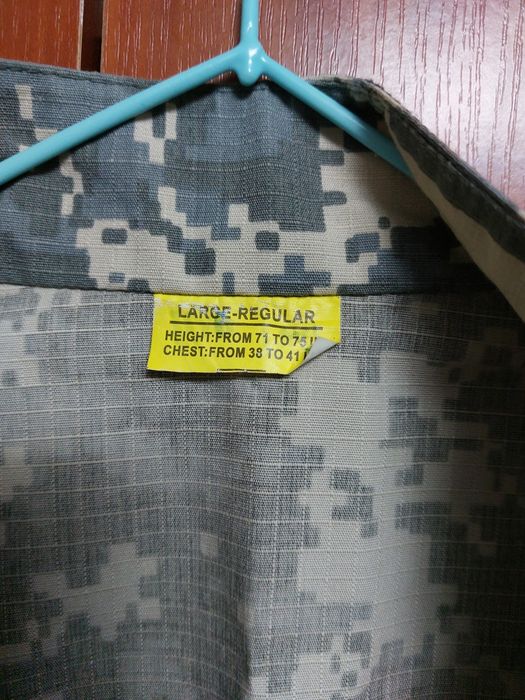 LARGE-REGULAR
HEIGHT:FROM 71 TO 75 I
CHEST:FROM 38 TO 41 I